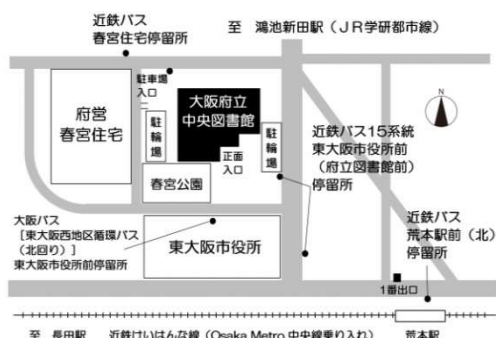 近鉄バス
春宮住宅停留所
至 鴻池新田駅（ＪＲ学研都市線）
駐車場
入口
大阪府立
中央図書館
府営
春宮住宅
駐輪場
正面
入口
駐輪場
N
近鉄バス15系統
東大阪市役所前
（府立図書館前）
停留所
春宮公園
大阪バス
［東大阪西地区循環バス
（北回り）］
東大阪市役所前停留所
東大阪市役所
近鉄バス
荒本駅前（北）
停留所
1番出口
至 長田駅 近鉄けいはんな線（Osaka Metro 中央線乗り入れ） 荒本駅